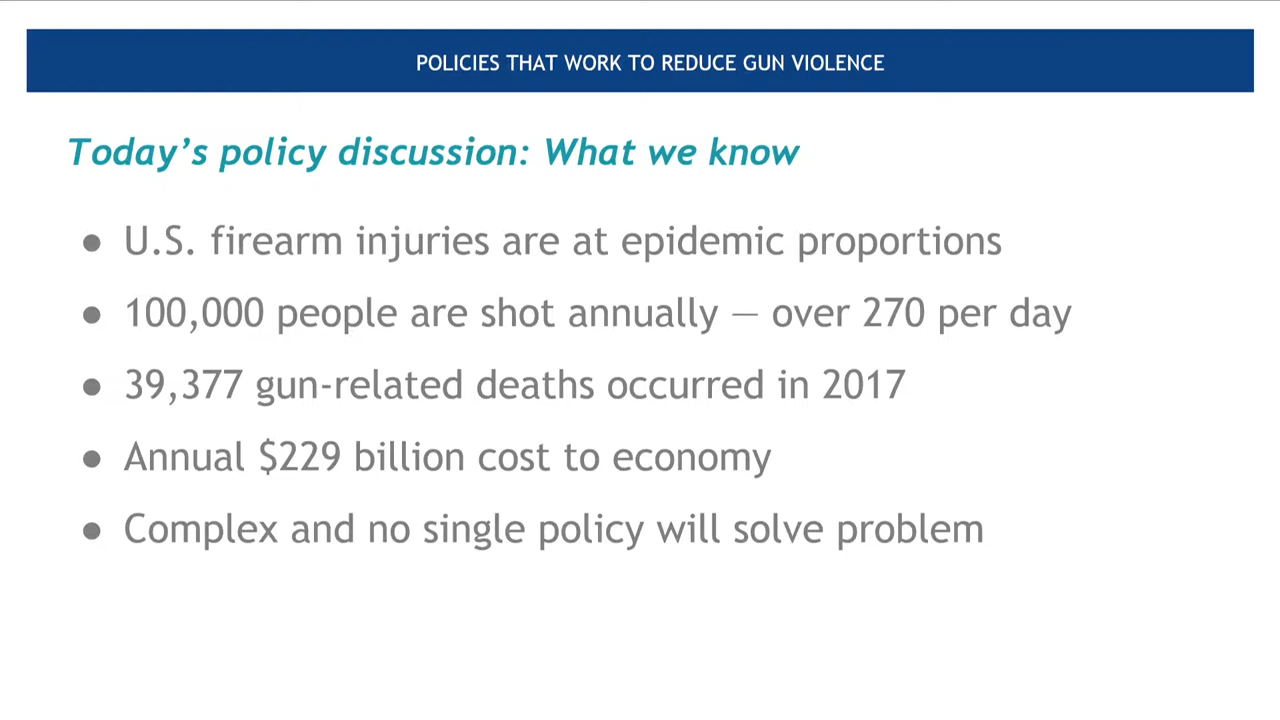 POLICIES THAT WORK TO REDUCE GUN VIOLENCE
Today’s policy discussion: What we know
● U.S. firearm injuries are at epidemic proportions
● 100,000 people are shot annually — over 270 per day
● 39,377 gun-related deaths occurred in 2017
● Annual $229 billion cost to economy
● Complex and no single policy will solve problem